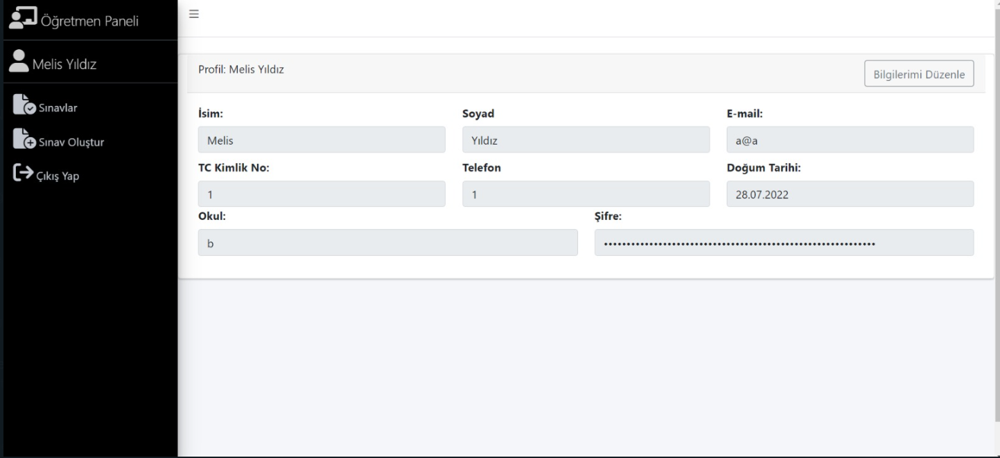 Öğretmen Paneli
Melis Yıldız
Sınavlar
Sınav Oluştur
Çıkış Yap
Profil: Melis Yıldız
Bilgilerimi Düzenle
İsim: Soyad E-mail:
Melis Yıldız a@a
TC Kimlik No: Telefon Doğum Tarihi:
1 1 28.07.2022
Okul: Şifre:
b